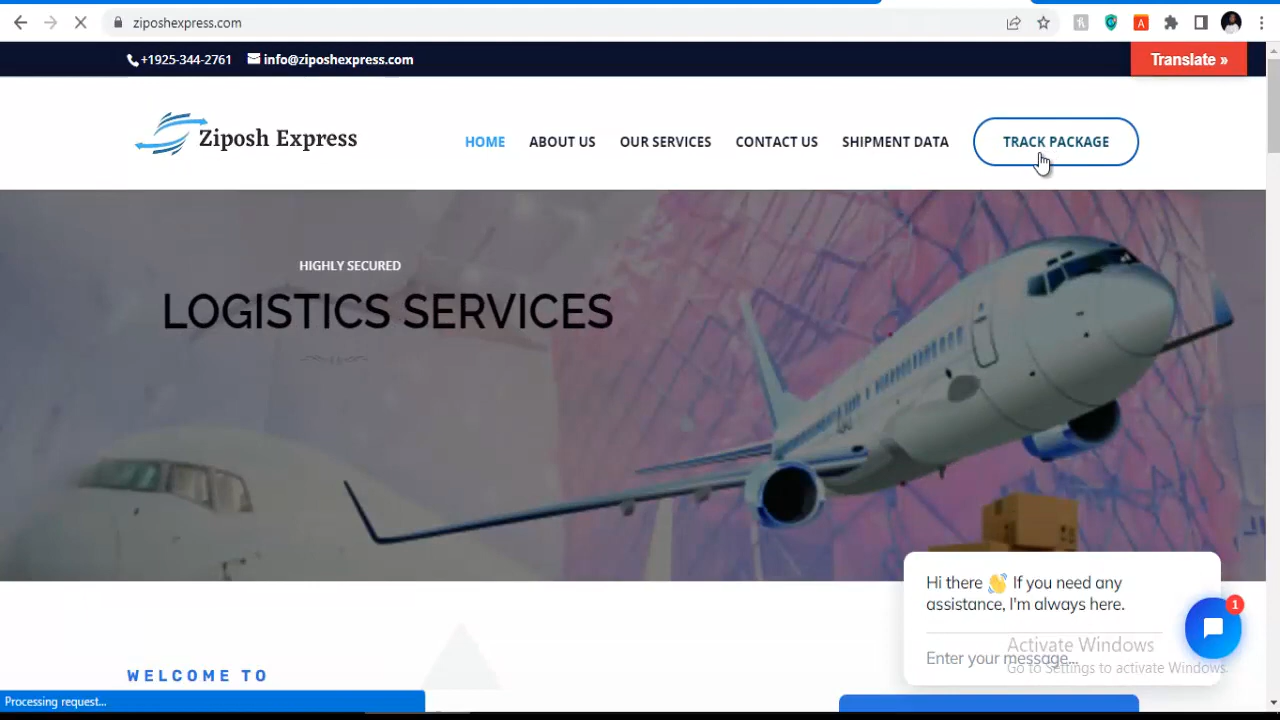 ziposhexpress.com
+1925-344-2761 info@ziposhexpress.com Translate »
Ziposh Express HOME ABOUT US OUR SERVICES CONTACT US SHIPMENT DATA TRACK PACKAGE
HIGHLY SECURED
LOGISTICS SERVICES
Hi there 👋 If you need any
assistance, I'm always here.
1
Activate Windows
Enter your message...
Go to Settings to activate Windows.
WELCOME TO
Processing request...